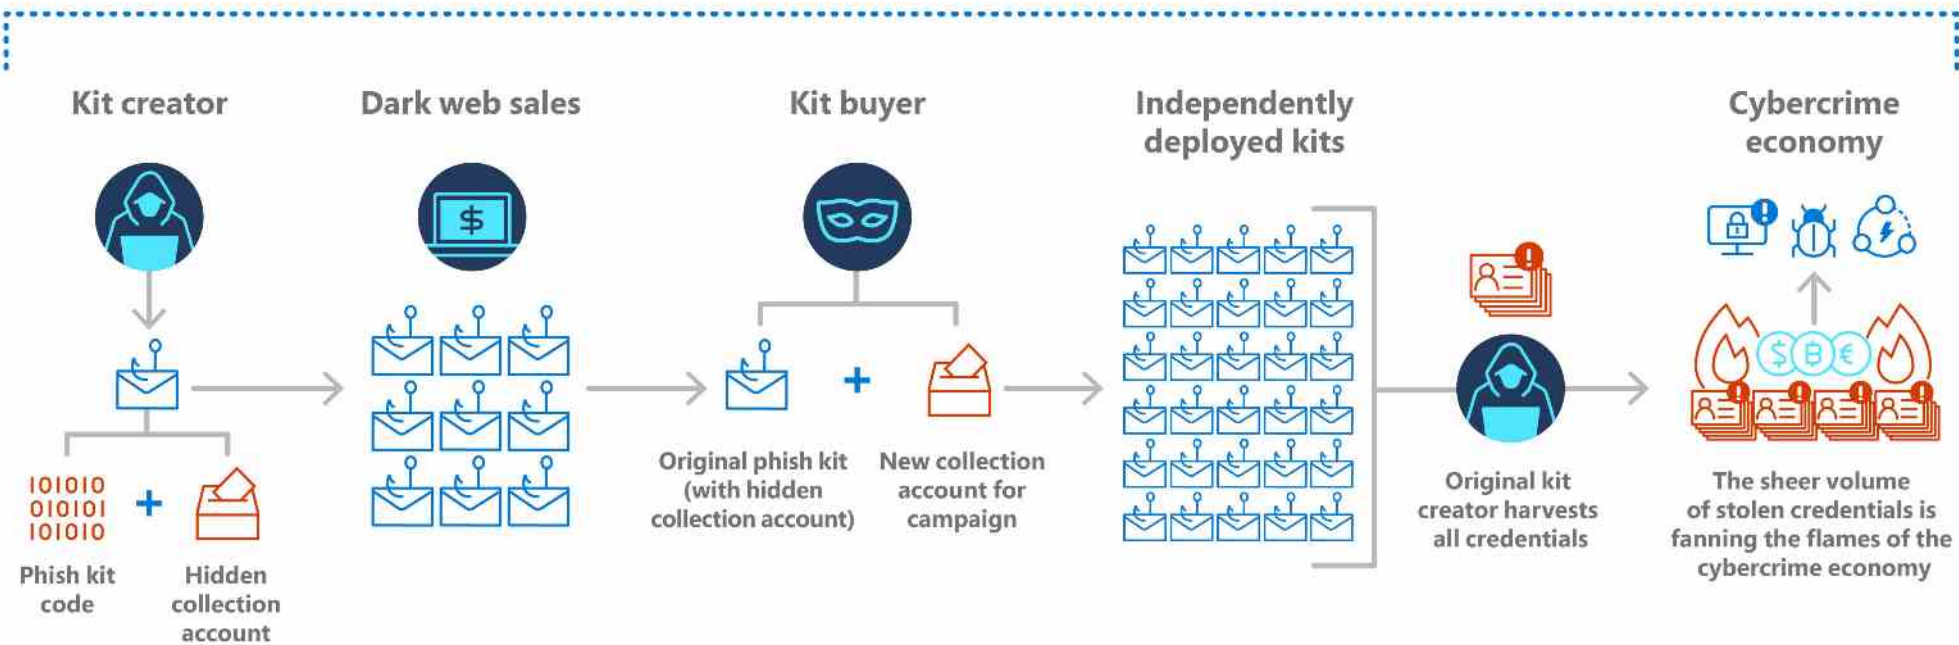 Kit creator
Dark web sales
Kit buyer
Independently
deployed kits
Cybercrime
economy
$
$ B €
101010
010101
101010
+
+
Phish kit
code
Hidden
collection
account
Original phish kit
(with hidden
collection account)
New collection
account for
campaign
Original kit
creator harvests
all credentials
The sheer volume
of stolen credentials is
fanning the flames of the
cybercrime economy